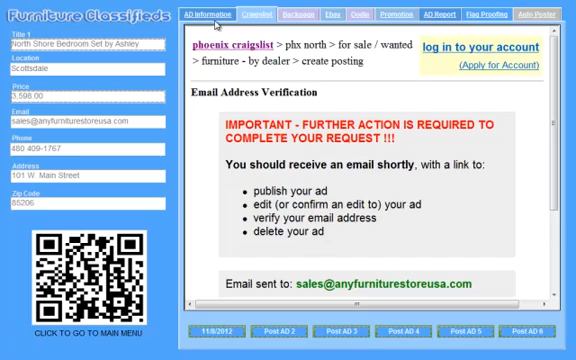 Furniture Classifieds
AD Information Craigslist Backpage Ebay Oodle Promotion AD Report Flag Proofing Auto Poster
Title 1
North Shore Bedroom Set by Ashley
Location
Scottsdale
Price
3,598.00
Email
sales@anyfurniturestoreusa.com
Phone
480 409-1767
Address
101 W. Main Street
Zip Code
85206
CLICK TO GO TO MAIN MENU
phoenix craigslist > phx north > for sale / wanted
> furniture - by dealer > create posting
log in to your account
(Apply for Account)
Email Address Verification
IMPORTANT - FURTHER ACTION IS REQUIRED TO
COMPLETE YOUR REQUEST !!!
You should receive an email shortly, with a link to:
• publish your ad
• edit (or confirm an edit to) your ad
• verify your email address
• delete your ad
Email sent to: sales@anyfurniturestoreusa.com
11/8/2012 Post AD 2 Post AD 3 Post AD 4 Post AD 5 Post AD 6